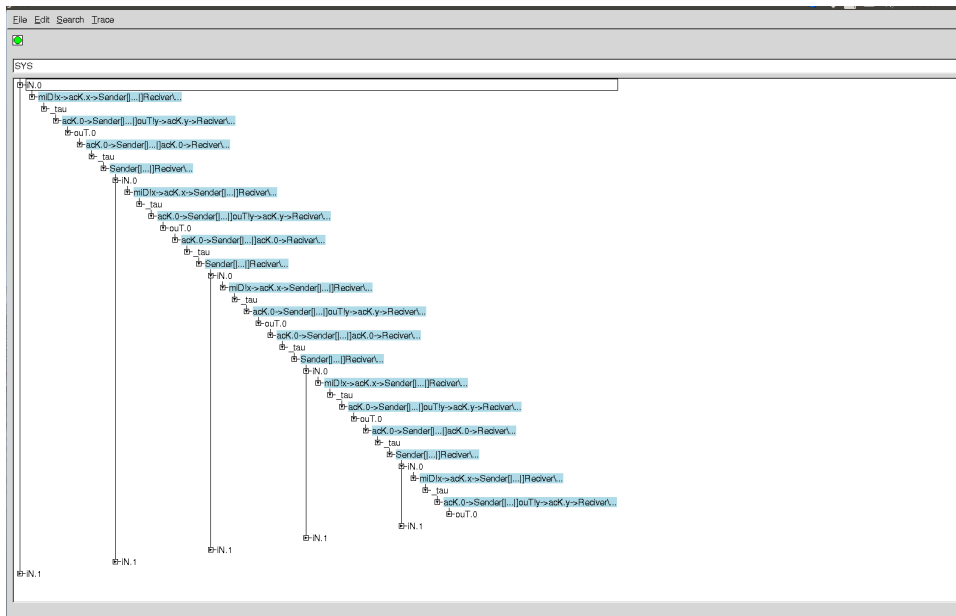 File Edit Search Trace
SYS
iN.0
miD!x->acK.x->Sender[|...|]Reciver\...
_tau
acK.0->Sender[|...|]ouT!y->acK.y->Reciver\...
ouT.0
acK.0->Sender[|...|]acK.0->Reciver\...
_tau
Sender[|...|]Reciver\...
iN.0
miD!x->acK.x->Sender[|...|]Reciver\...
_tau
acK.0->Sender[|...|]ouT!y->acK.y->Reciver\...
ouT.0
acK.0->Sender[|...|]acK.0->Reciver\...
_tau
Sender[|...|]Reciver\...
iN.0
miD!x->acK.x->Sender[|...|]Reciver\...
_tau
acK.0->Sender[|...|]ouT!y->acK.y->Reciver\...
ouT.0
acK.0->Sender[|...|]acK.0->Reciver\...
_tau
Sender[|...|]Reciver\...
iN.0
miD!x->acK.x->Sender[|...|]Reciver\...
_tau
acK.0->Sender[|...|]ouT!y->acK.y->Reciver\...
ouT.0
acK.0->Sender[|...|]acK.0->Reciver\...
_tau
Sender[|...|]Reciver\...
iN.0
miD!x->acK.x->Sender[|...|]Reciver\...
_tau
acK.0->Sender[|...|]ouT!y->acK.y->Reciver\...
ouT.0
iN.1
iN.1
iN.1
iN.1
iN.1